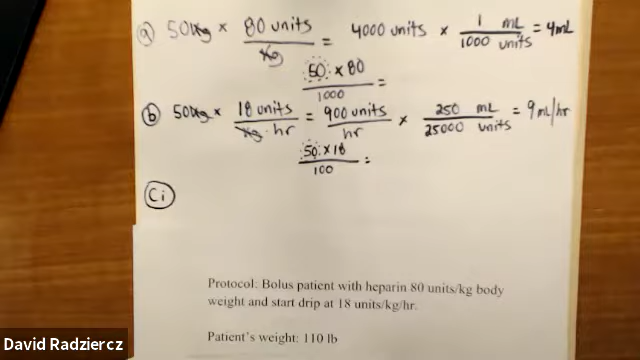 (a) 50kg × 80 units / kg = 4000 units × 1 mL / 1000 units = 4mL
50 × 80 / 1000 =
(b) 50kg × 18 units / kg · hr = 900 units / hr × 250 mL / 25000 units = 9 mL/hr
50 × 18 / 100 =
(Ci)
Protocol: Bolus patient with heparin 80 units/kg body
weight and start drip at 18 units/kg/hr.
Patient's weight: 110 lb
David Radziercz